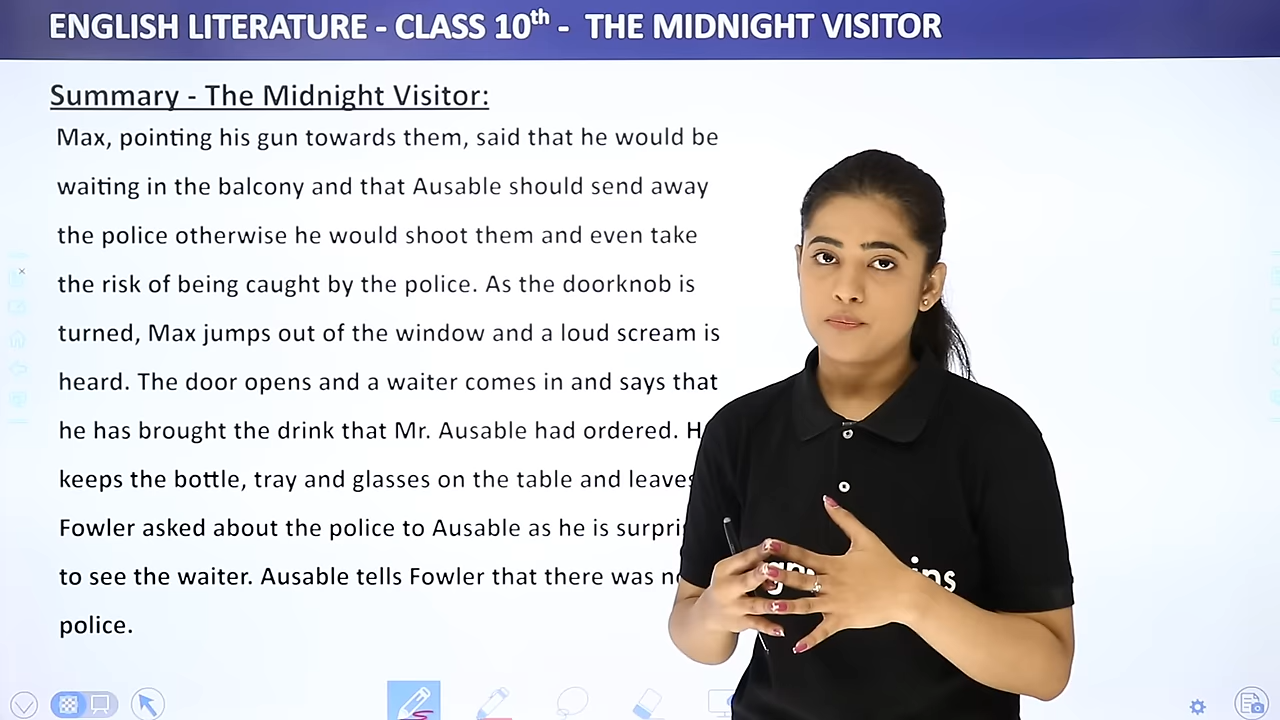 ENGLISH LITERATURE - CLASS 10th - THE MIDNIGHT VISITOR
Summary - The Midnight Visitor:
Max, pointing his gun towards them, said that he would be
waiting in the balcony and that Ausable should send away
the police otherwise he would shoot them and even take
the risk of being caught by the police. As the doorknob is
turned, Max jumps out of the window and a loud scream is
heard. The door opens and a waiter comes in and says that
he has brought the drink that Mr. Ausable had ordered.
keeps the bottle, tray and glasses on the table and leaves
Fowler asked about the police to Ausable as he is
to see the waiter. Ausable tells Fowler that there was
police.